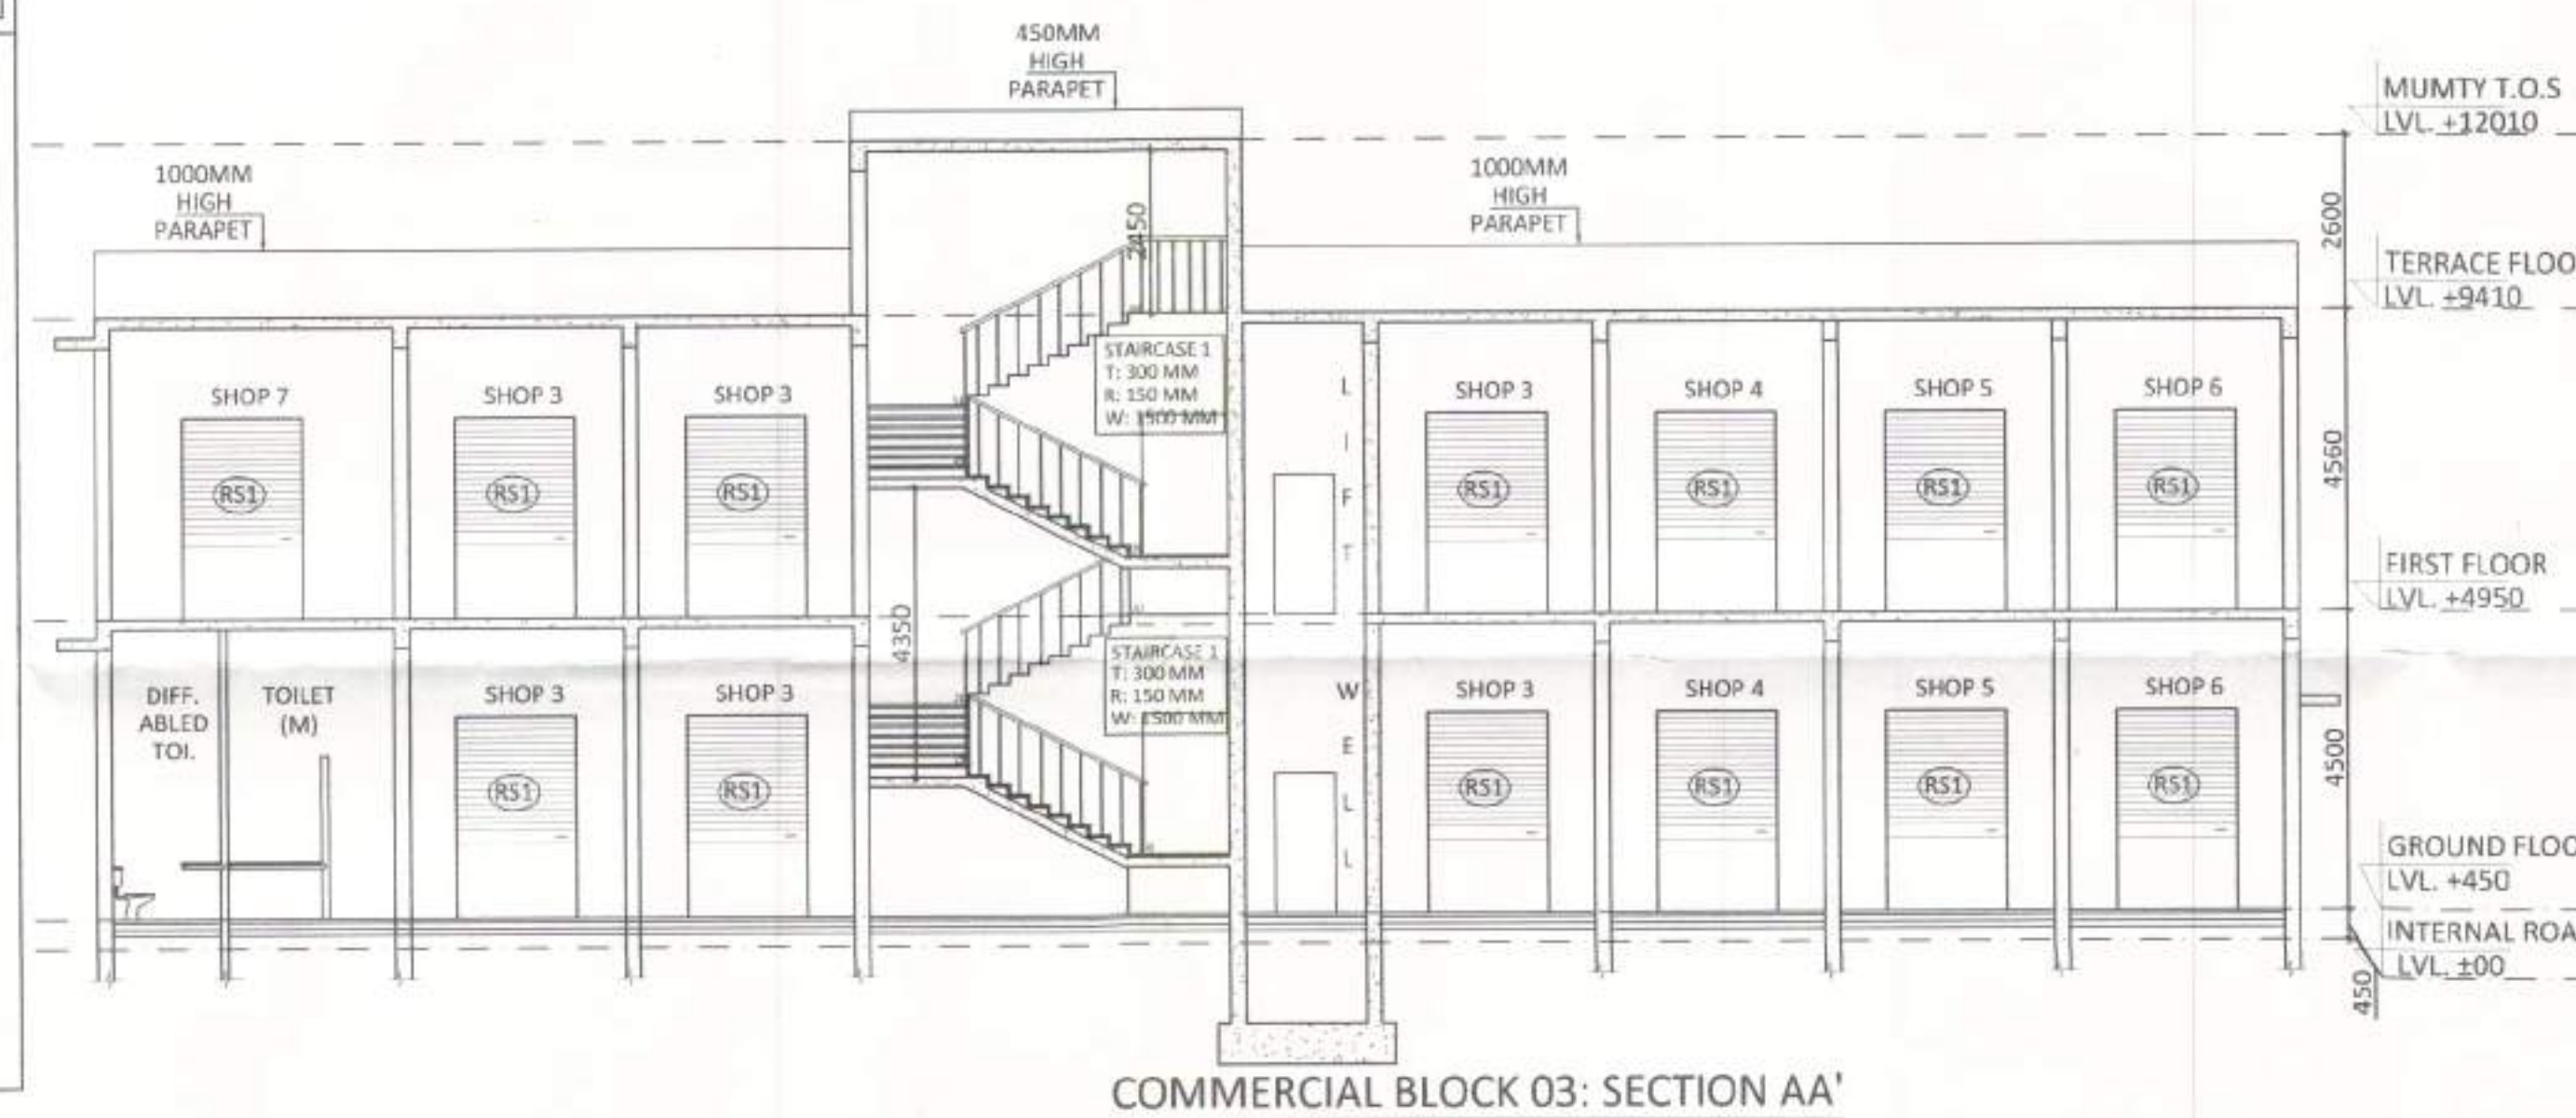 450MM
HIGH
PARAPET
MUMTY T.O.S
LVL. +12010
1000MM
HIGH
PARAPET
1000MM
HIGH
PARAPET
2450
2600
TERRACE FLOO
LVL. +9410
STAIRCASE 1
T: 300 MM
R: 150 MM
W: 1500 MM
SHOP 7
SHOP 3
SHOP 3
L
I
F
T
SHOP 3
SHOP 4
SHOP 5
SHOP 6
RS1
RS1
RS1
RS1
RS1
RS1
RS1
4560
FIRST FLOOR
LVL. +4950
4350
STAIRCASE 1
T: 300 MM
R: 150 MM
W: 1500 MM
DIFF.
ABLED
TOI.
TOILET
(M)
SHOP 3
SHOP 3
W
E
L
L
SHOP 3
SHOP 4
SHOP 5
SHOP 6
RS1
RS1
RS1
RS1
RS1
RS1
4500
GROUND FLOO
LVL. +450
INTERNAL ROA
LVL. ±00
450
COMMERCIAL BLOCK 03: SECTION AA'